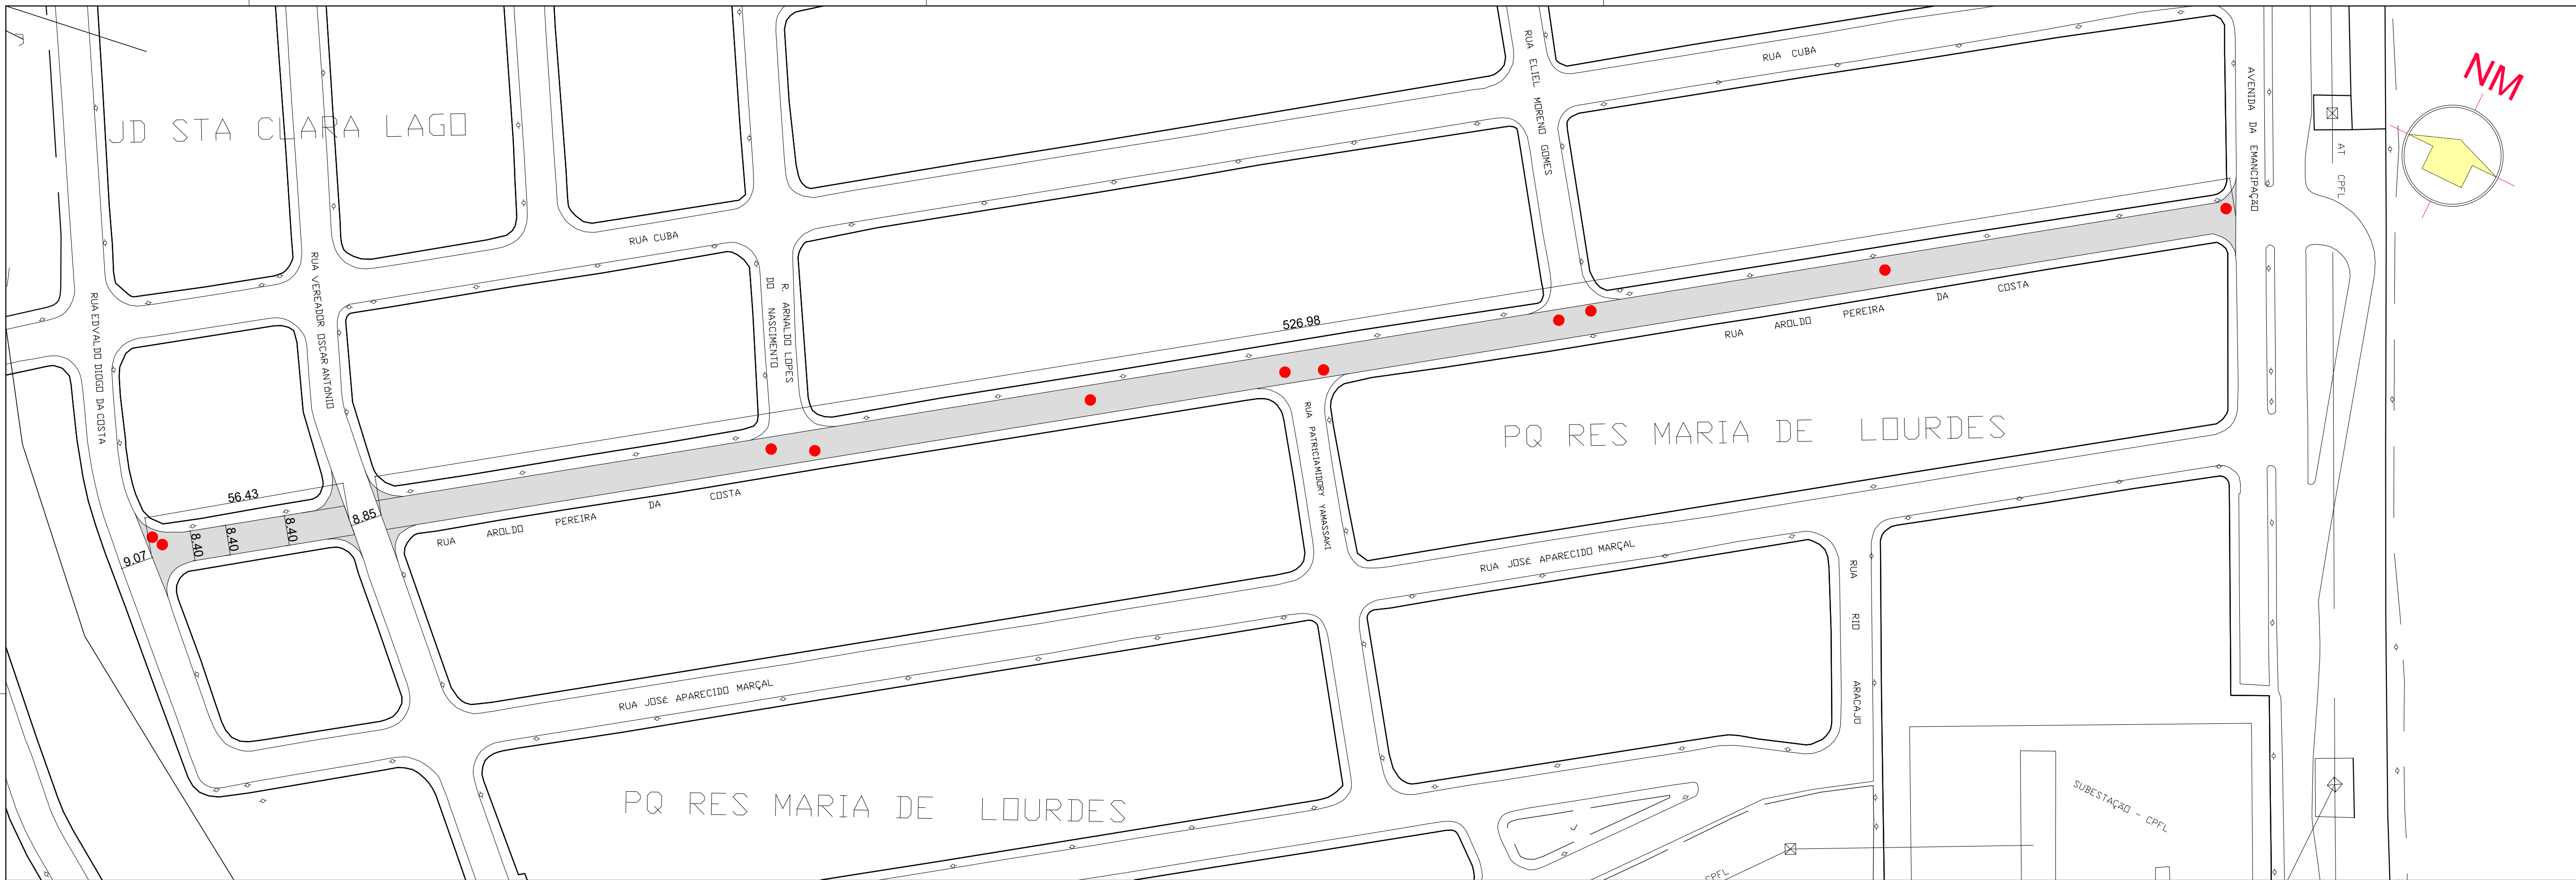 NM
RUA CUBA
RUA ELIEL MORENO GOMES
AVENIDA DA EMANCIPAÇÃO
AT CPFL
JD STA CLARA LAGO
RUA CUBA
RUA EDVALDO DIOGO DA COSTA
RUA VEREADOR OSCAR ANTÔNIO
R. ARNALDO LOPES
DO NASCIMENTO
526.98
RUA AROLDO PEREIRA DA COSTA
PQ RES MARIA DE LOURDES
RUA PATRÍCIA MIDORY YAMASAKI
56.43
8.85
8.40
8.40
8.40
9.07
RUA AROLDO PEREIRA DA COSTA
RUA JOSÉ APARECIDO MARÇAL
RUA RIO ARACAJO
RUA JOSÉ APARECIDO MARÇAL
PQ RES MARIA DE LOURDES
SUBESTAÇÃO - CPFL
CPFL